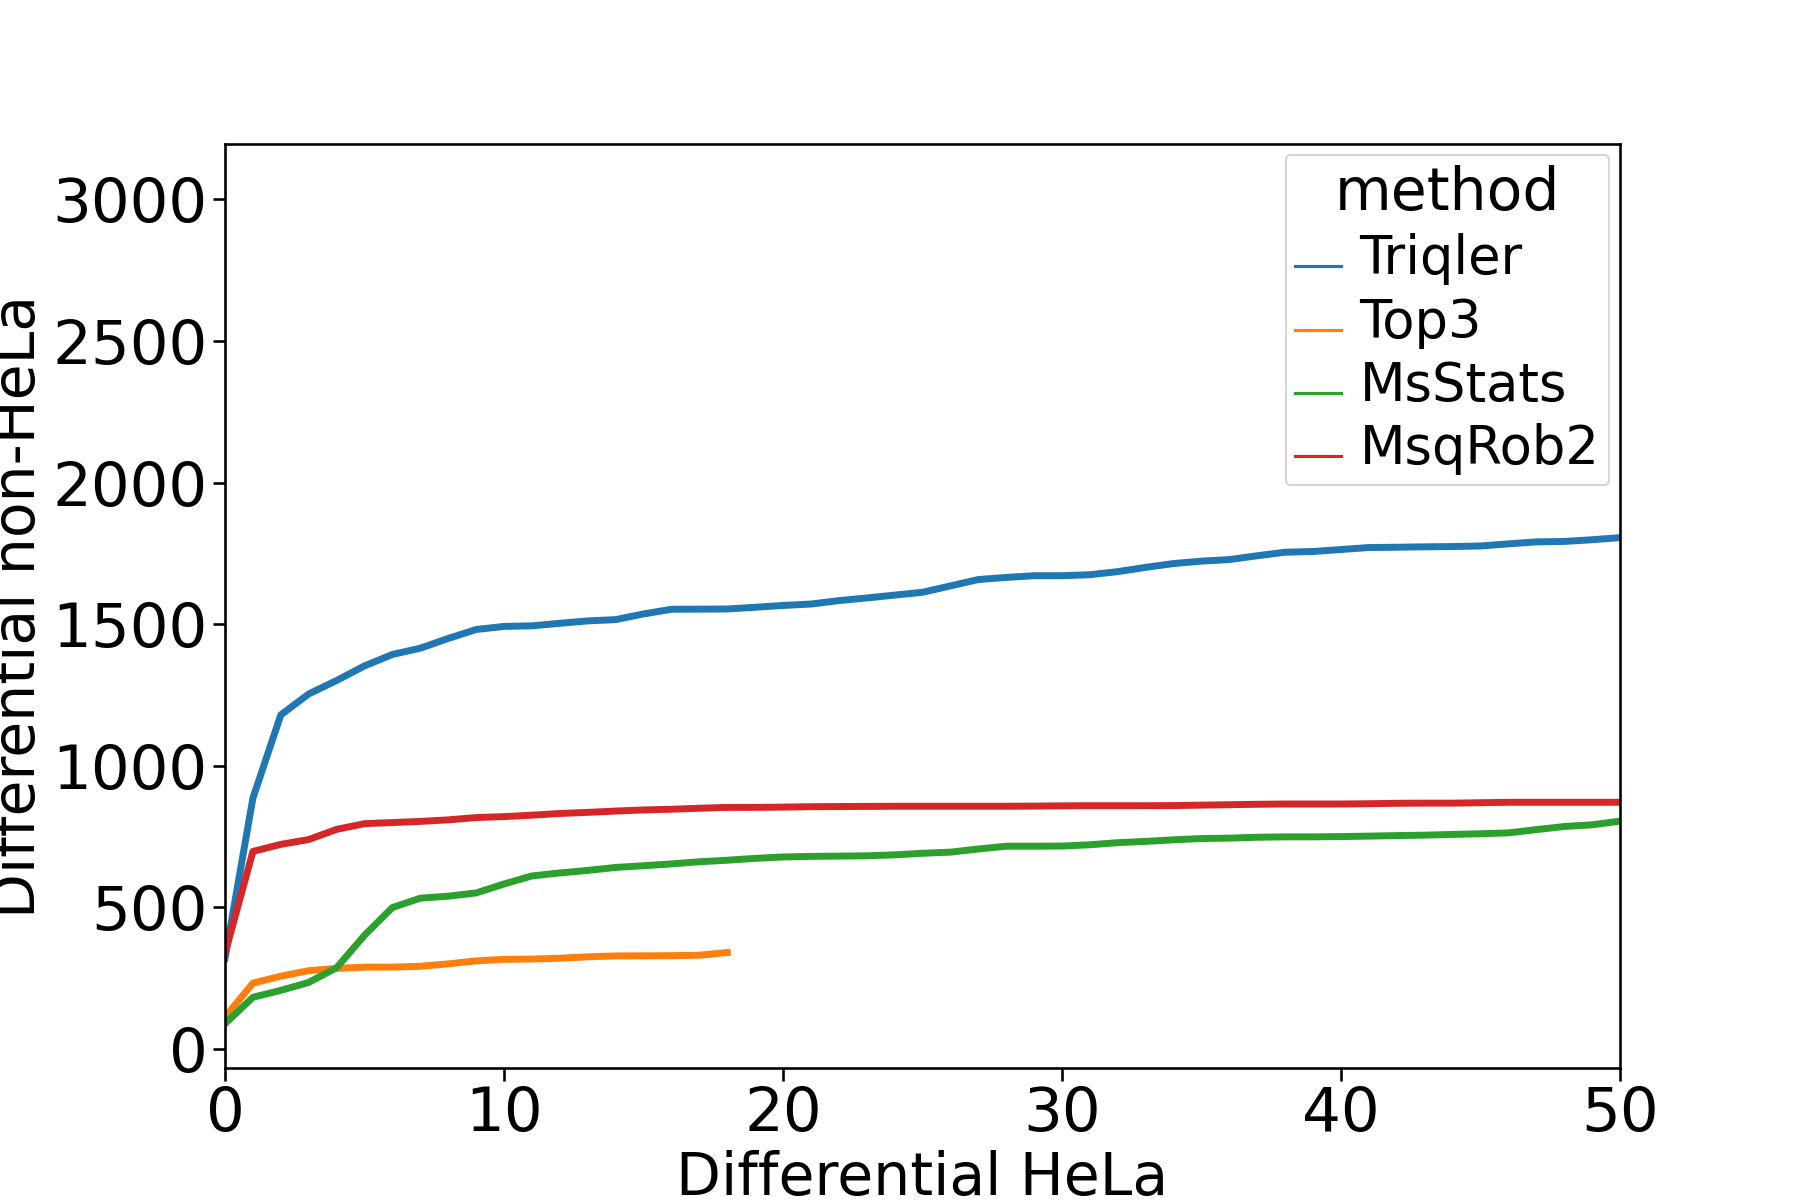 Differential non-HeLa
3000
2500
2000
1500
1000
500
0
method
Triqler
Top3
MsStats
MsqRob2
0 10 20 30 40 50
Differential HeLa